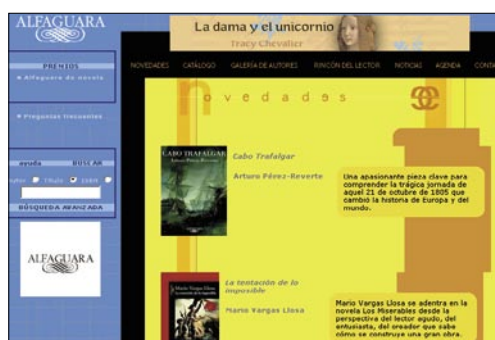 ALFAGUARA
La dama y el unicornio
Tracy Chevalier
PREMIOS
Alfaguara de novela
Preguntas frecuentes
ayuda BUSCAR
Título ISBN
BÚSQUEDA AVANZADA
ALFAGUARA
NOVEDADES CATÁLOGO GALERÍA DE AUTORES RINCÓN DEL LECTOR NOTICIAS AGENDA CONTA
novedades
CABO TRAFALGAR
Arturo Pérez-Reverte
Cabo Trafalgar
Arturo Pérez-Reverte
Una apasionante pieza clave para
comprender la trágica jornada de
aquel 21 de octubre de 1805 que
cambió la historia de Europa y del
mundo.
Mario Vargas Llosa
La tentación de lo
imposible
Mario Vargas Llosa
Mario Vargas Llosa se adentra en la
novela Los Miserables desde la
perspectiva del lector agudo, del
entusiasta, del creador que sabe
cómo se construye una gran obra.